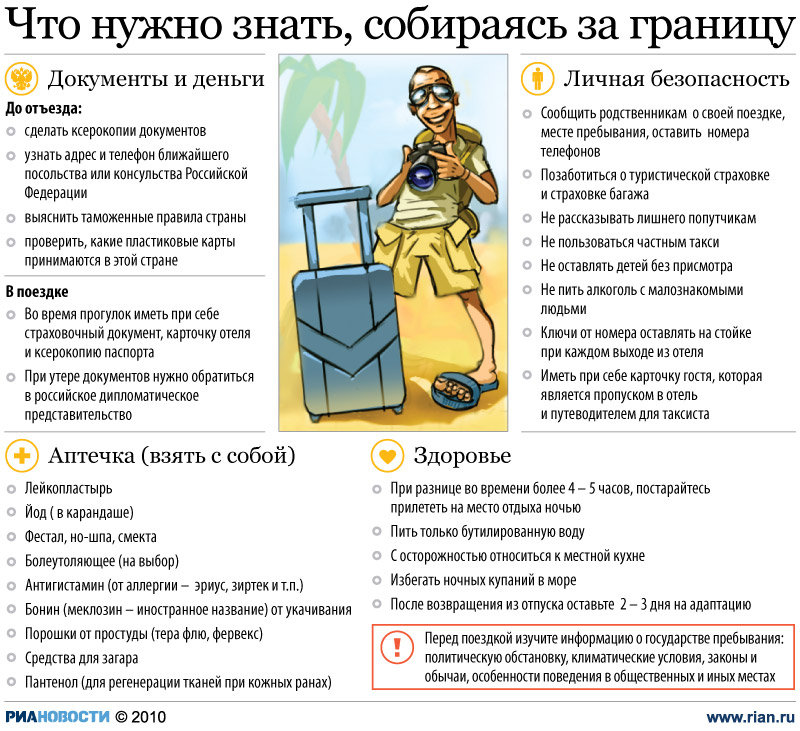 Что нужно знать, собираясь за границу
Документы и деньги
До отъезда:
сделать ксерокопии документов
узнать адрес и телефон ближайшего
посольства или консульства Российской
Федерации
выяснить таможенные правила страны
проверить, какие пластиковые карты
принимаются в этой стране
В поездке
Во время прогулок иметь при себе
страховочный документ, карточку отеля
и ксерокопию паспорта
При утере документов нужно обратиться
в российское дипломатическое
представительство
Личная безопасность
Сообщить родственникам о своей поездке,
месте пребывания, оставить номера
телефонов
Позаботиться о туристической страховке
и страховке багажа
Не рассказывать лишнего попутчикам
Не пользоваться частным такси
Не оставлять детей без присмотра
Не пить алкоголь с малознакомыми
людьми
Ключи от номера оставлять на стойке
при каждом выходе из отеля
Иметь при себе карточку гостя, которая
является пропуском в отель
и путеводителем для таксиста
Аптечка (взять с собой)
Лейкопластырь
Йод ( в карандаше)
Фестал, но-шпа, смекта
Болеутоляющее (на выбор)
Антигистамин (от аллергии – эриус, зиртек и т.п.)
Бонин (меклозин – иностранное название) от укачивания
Порошки от простуды (тера флю, фервекс)
Средства для загара
Пантенол (для регенерации тканей при кожных ранах)
Здоровье
При разнице во времени более 4 – 5 часов, постарайтесь
прилететь на место отдыха ночью
Пить только бутилированную воду
С осторожностью относиться к местной кухне
Избегать ночных купаний в море
После возвращения из отпуска оставьте 2 – 3 дня на адаптацию
!
Перед поездкой изучите информацию о государстве пребывания:
политическую обстановку, климатические условия, законы и
обычаи, особенности поведения в общественных и иных местах
РИАНОВОСТИ © 2010
www.rian.ru